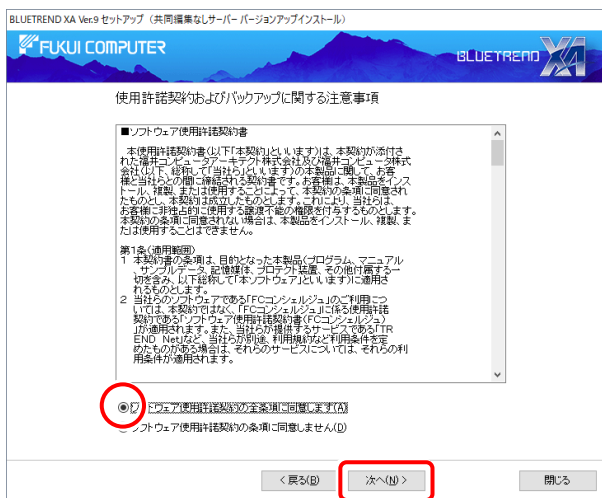 BLUETREND XA Ver.9 セットアップ（共同編集なしサーバー バージョンアップインストール）
FUKUI COMPUTER
BLUETREND XA
使用許諾契約およびバックアップに関する注意事項
■ソフトウェア使用許諾契約書
本使用許諾契約書(以下「本契約」といいます)は、本契約が添付さ
れた福井コンピュータアーキテクト株式会社及び福井コンピュータ株式
会社(以下、総称して「当社ら」といいます)の本製品に関して、お客
様と当社らとの間に締結される契約書です。お客様は、本製品をインス
トール、複製、または使用することによって、本契約の条項に同意され
たものとし、本契約は成立したものとします。これにより、当社らは、
お客様に非独占的に使用する譲渡不能の権限を付与するものとします。
本契約の条項に同意されない場合は、本製品をインストール、複製、ま
たは使用することはできません。
第1条(適用範囲)
1 本契約書の条項は、目的となった本製品(プログラム、マニュアル
、サンプルデータ、記憶媒体、プロテクト装置、その他付属する一
切を含み、以下総称して「本ソフトウェア」といいます)に適用さ
れるものとします。
2 当社らのソフトウェアである「FCコンシェルジュ」のご利用につ
いては、本契約ではなく、「FCコンシェルジュ」に係る使用許諾
契約である「ソフトウェア使用許諾契約書(FCコンシェルジュ)
」が適用されます。また、当社らが提供するサービスである「TR
END Net」など、当社らが別途、利用規約など利用条件を定
めたものがある場合は、それらのサービスについては、それらの利
用条件が適用されます。
ソフトウェア使用許諾契約の全条項に同意します(A)
ソフトウェア使用許諾契約の条項に同意しません(D)
< 戻る(B) 次へ(N) > 閉じる